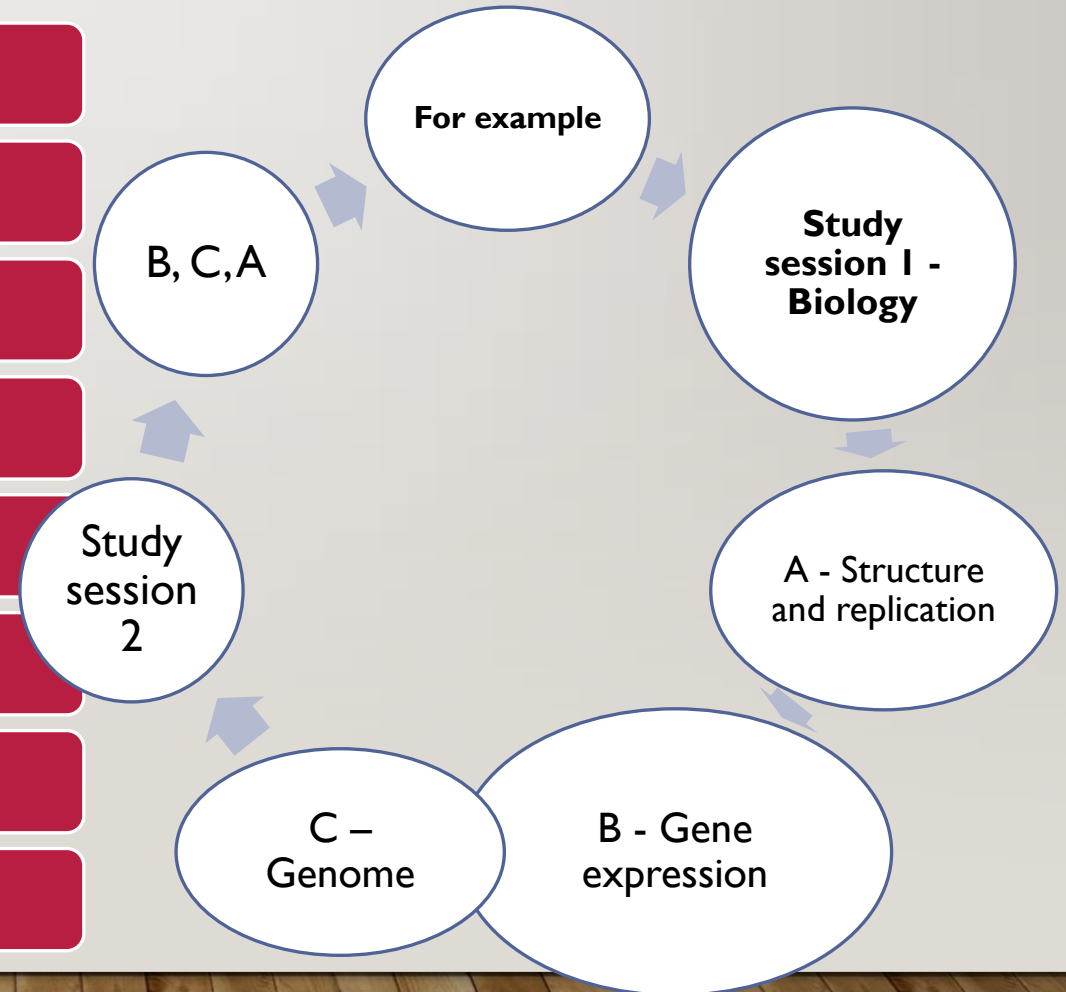 For example
Study
session 1 -
Biology
A - Structure
and replication
B - Gene
expression
C –
Genome
Study
session
2
B, C, A